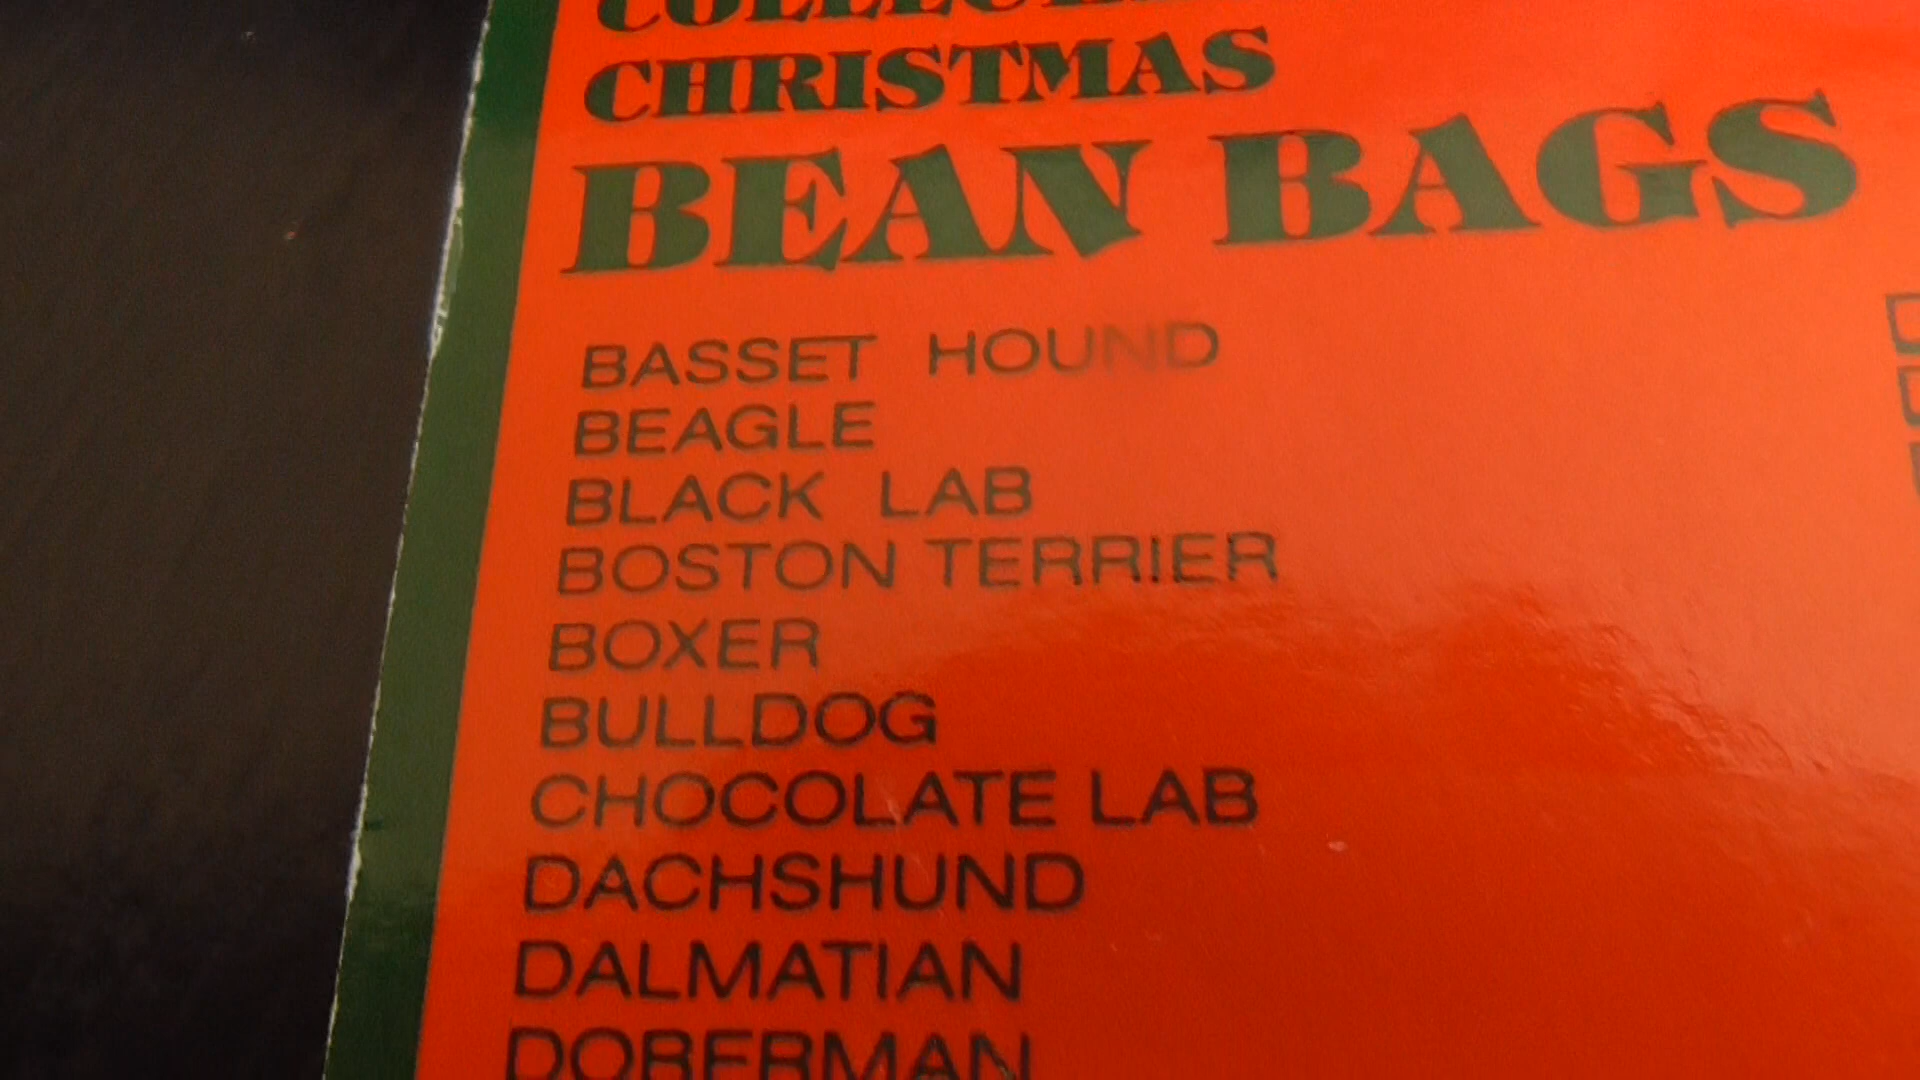 CHRISTMAS
BEAN BAGS
BASSET HOUND
BEAGLE
BLACK LAB
BOSTON TERRIER
BOXER
BULLDOG
CHOCOLATE LAB
DACHSHUND
DALMATIAN
DOBERMAN